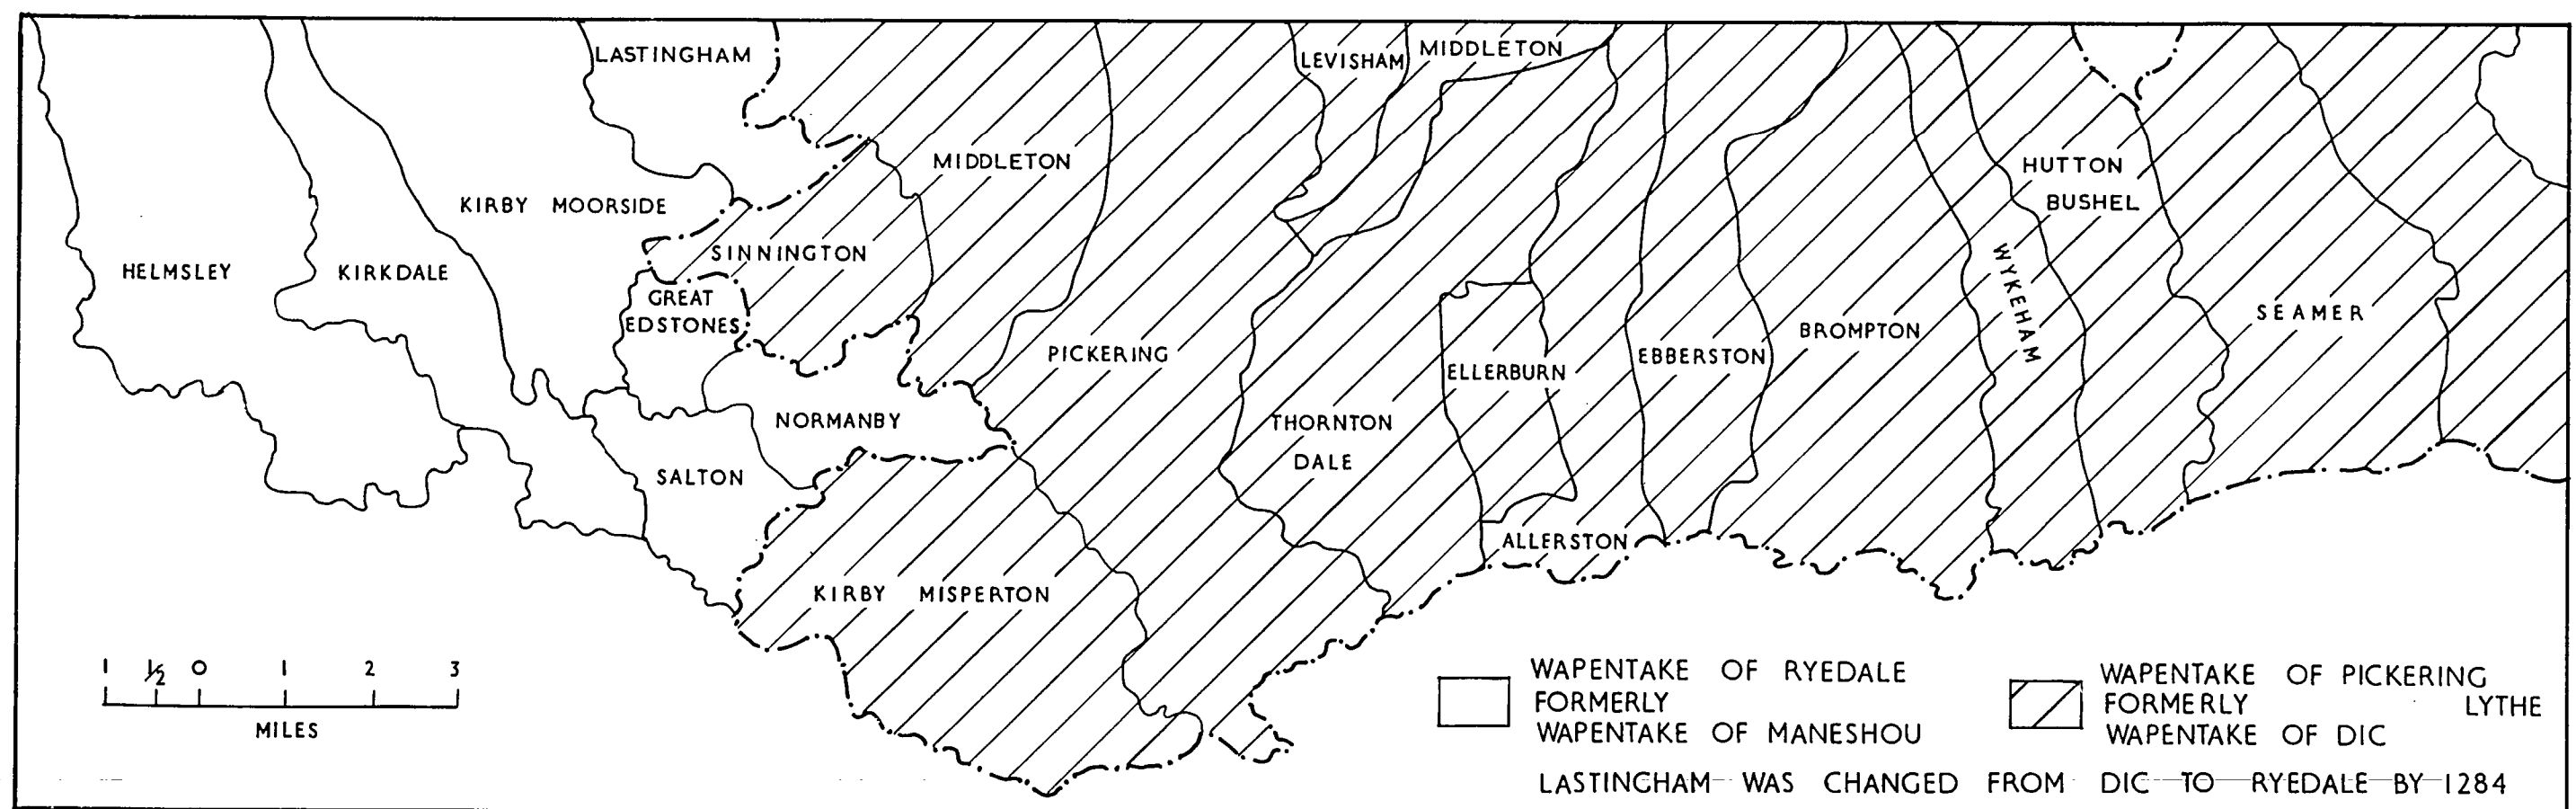 LASTINGHAM
LEVISHAM
MIDDLETON
MIDDLETON
HUTTON
BUSHEL
KIRBY MOORSIDE
SINNINGTON
WYKEHAM
HELMSLEY
KIRKDALE
GREAT
EDSTONES
SEAMER
BROMPTON
PICKERING
EBBERSTON
ELLERBURN
NORMANBY
THORNTON
DALE
SALTON
ALLERSTON
KIRBY MISPERTON
1 ½ 0 1 2 3
MILES
WAPENTAKE OF RYEDALE
FORMERLY
WAPENTAKE OF MANESHOU
WAPENTAKE OF PICKERING
FORMERLY LYTHE
WAPENTAKE OF DIC
LASTINGHAM WAS CHANGED FROM DIC TO RYEDALE BY 1284